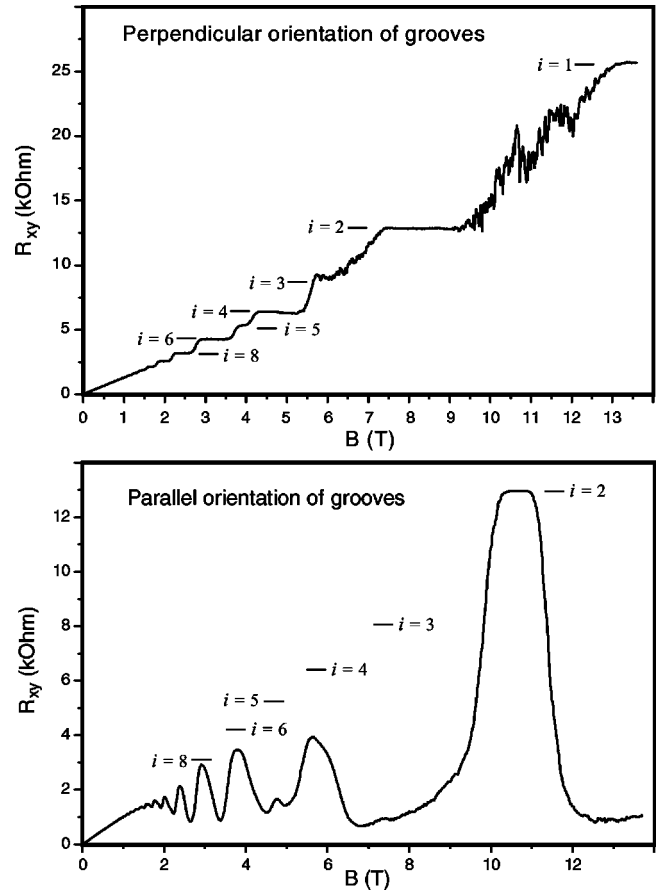 Perpendicular orientation of grooves
25
20
15
10
5
0
Rxy (kOhm)
i = 1
i = 2
i = 3
i = 4
i = 5
i = 6
i = 8
0 1 2 3 4 5 6 7 8 9 10 11 12 13
B (T)
Parallel orientation of grooves
12
10
8
6
4
2
0
Rxy (kOhm)
i = 2
i = 3
i = 4
i = 5
i = 6
i = 8
0 2 4 6 8 10 12
B (T)